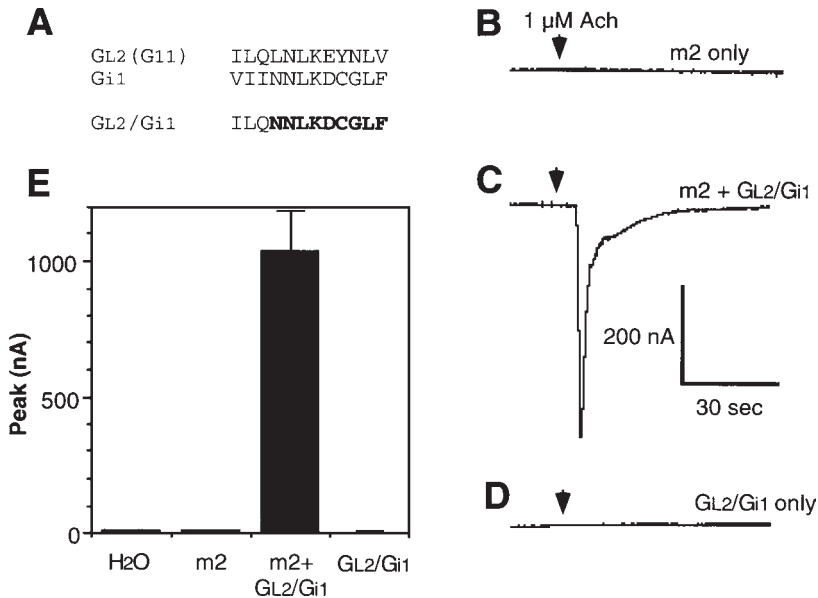 A
GL2(G11) ILQLNLKEYNLV
Gi1 VIINNLKDCGLF
GL2/Gi1 ILQNNLKDCGLF
B
1 µM Ach
m2 only
C
m2 + GL2/Gi1
200 nA
30 sec
D
GL2/Gi1 only
E
Peak (nA)
1000
500
0
H2O m2 m2+ GL2/Gi1
GL2/Gi1